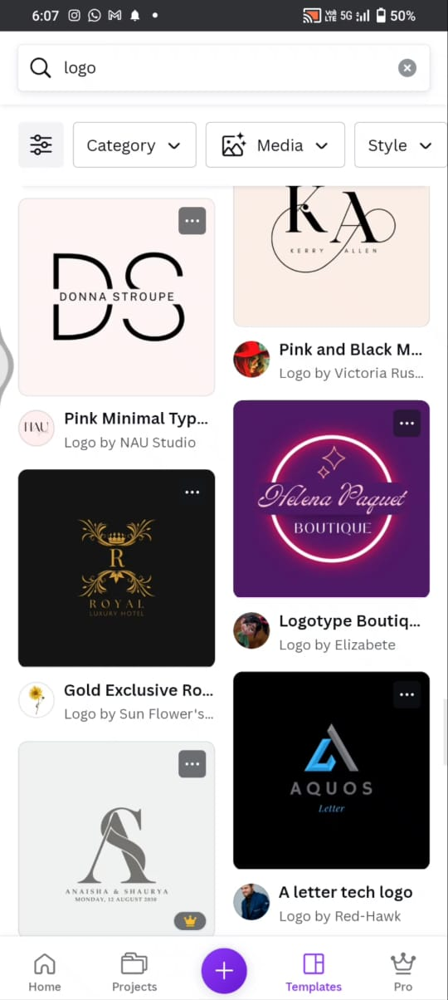 6:07
Vo)
LTE
5G
50%
logo
Category
Media
Style
DS
DONNA STROUPE
Pink Minimal Typ...
Logo by NAU Studio
NAU
R
ROYAL
LUXURY HOTEL
Gold Exclusive Ro...
Logo by Sun Flower's...
ANAISHA & SHAURYA
MONDAY, 12 AUGUST 2030
KA
KERRY ALLEN
Pink and Black M...
Logo by Victoria Rus...
Helena Paquet
BOUTIQUE
Logotype Boutiq...
Logo by Elizabete
AQUOS
Letter
A letter tech logo
Logo by Red-Hawk
Home
Projects
Templates
Pro